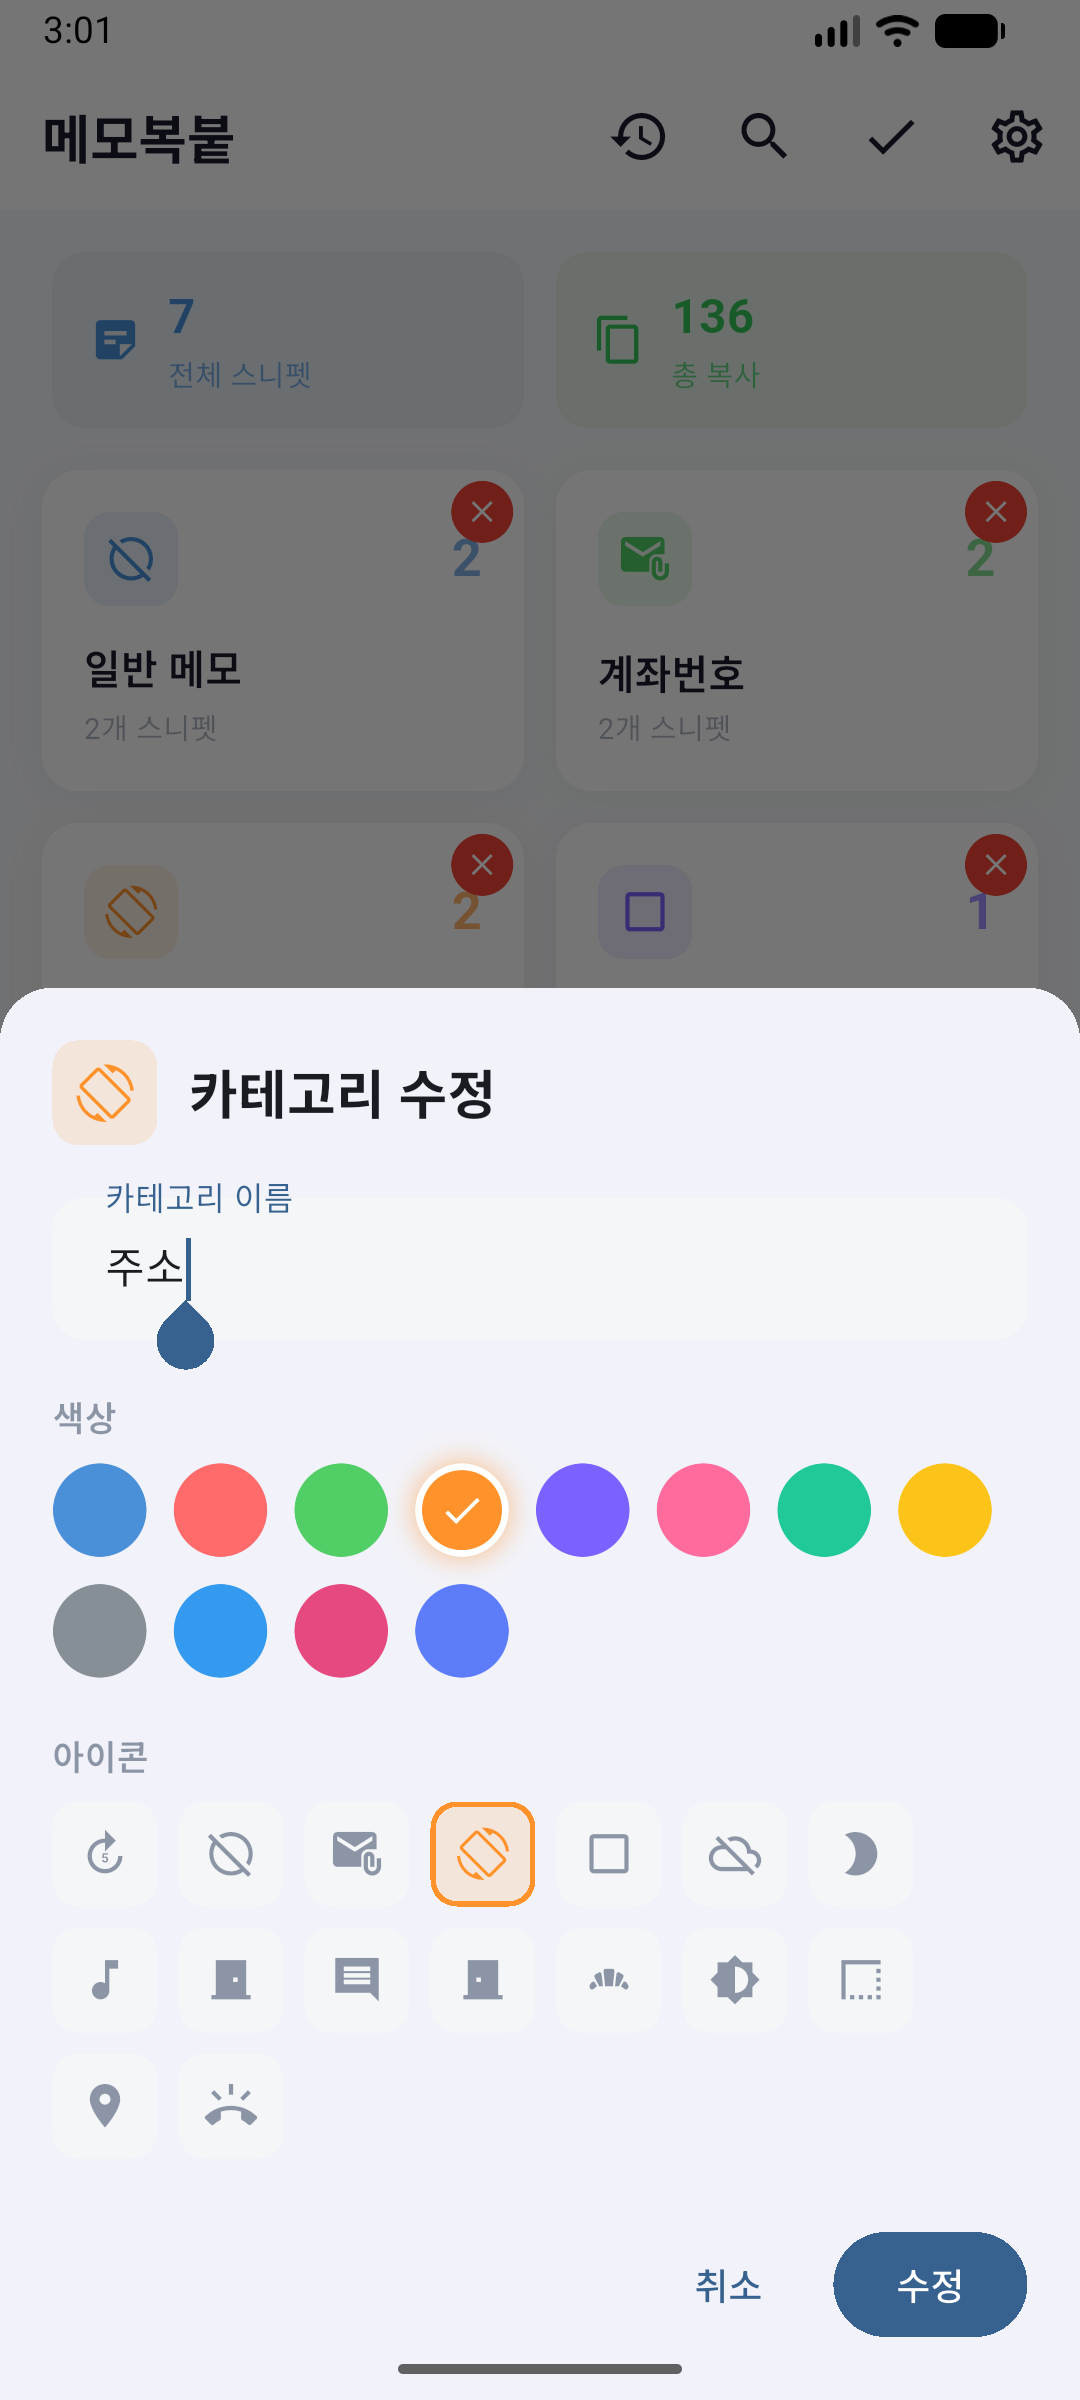 3:01
메모복붙
7
전체 스니펫
136
총 복사
2
일반 메모
2개 스니펫
2
계좌번호
2개 스니펫
2
1
카테고리 수정
카테고리 이름
주소
색상
아이콘
5
취소
수정